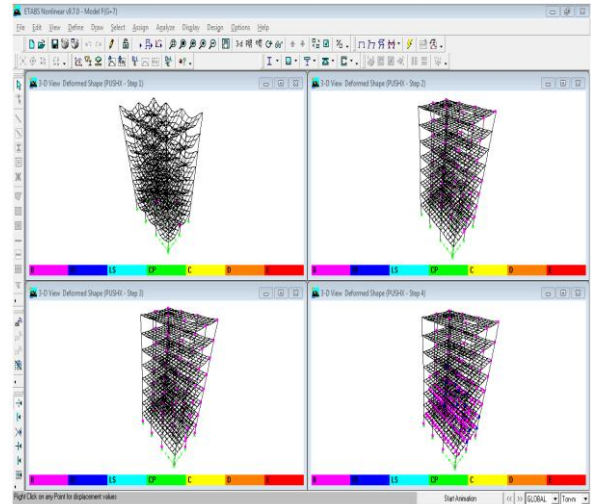 ETABS Nonlinear v9.7.0 - Model F(G+7)
File Edit View Define Draw Select Assign Analyze Display Design Options Help
3-D View Deformed Shape (PUSHX - Step 1)
3-D View Deformed Shape (PUSHX - Step 2)
B IO LS CP C D E
B IO LS CP C D E
3-D View Deformed Shape (PUSHX - Step 3)
3-D View Deformed Shape (PUSHX - Step 4)
B LS CP C D E
B LS CP C D E
Right Click on any Point for displacement values
Start Animation << >> GLOBAL Ton-m